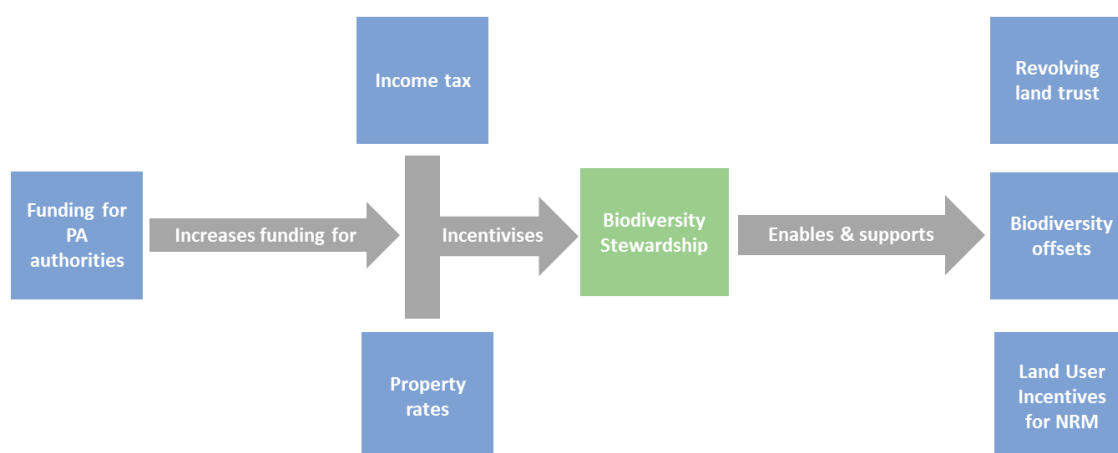 Funding for
PA
authorities
Increases funding for
Income tax
Property
rates
Incentivises
Biodiversity
Stewardship
Enables & supports
Revolving
land trust
Biodiversity
offsets
Land User
Incentives
for NRM